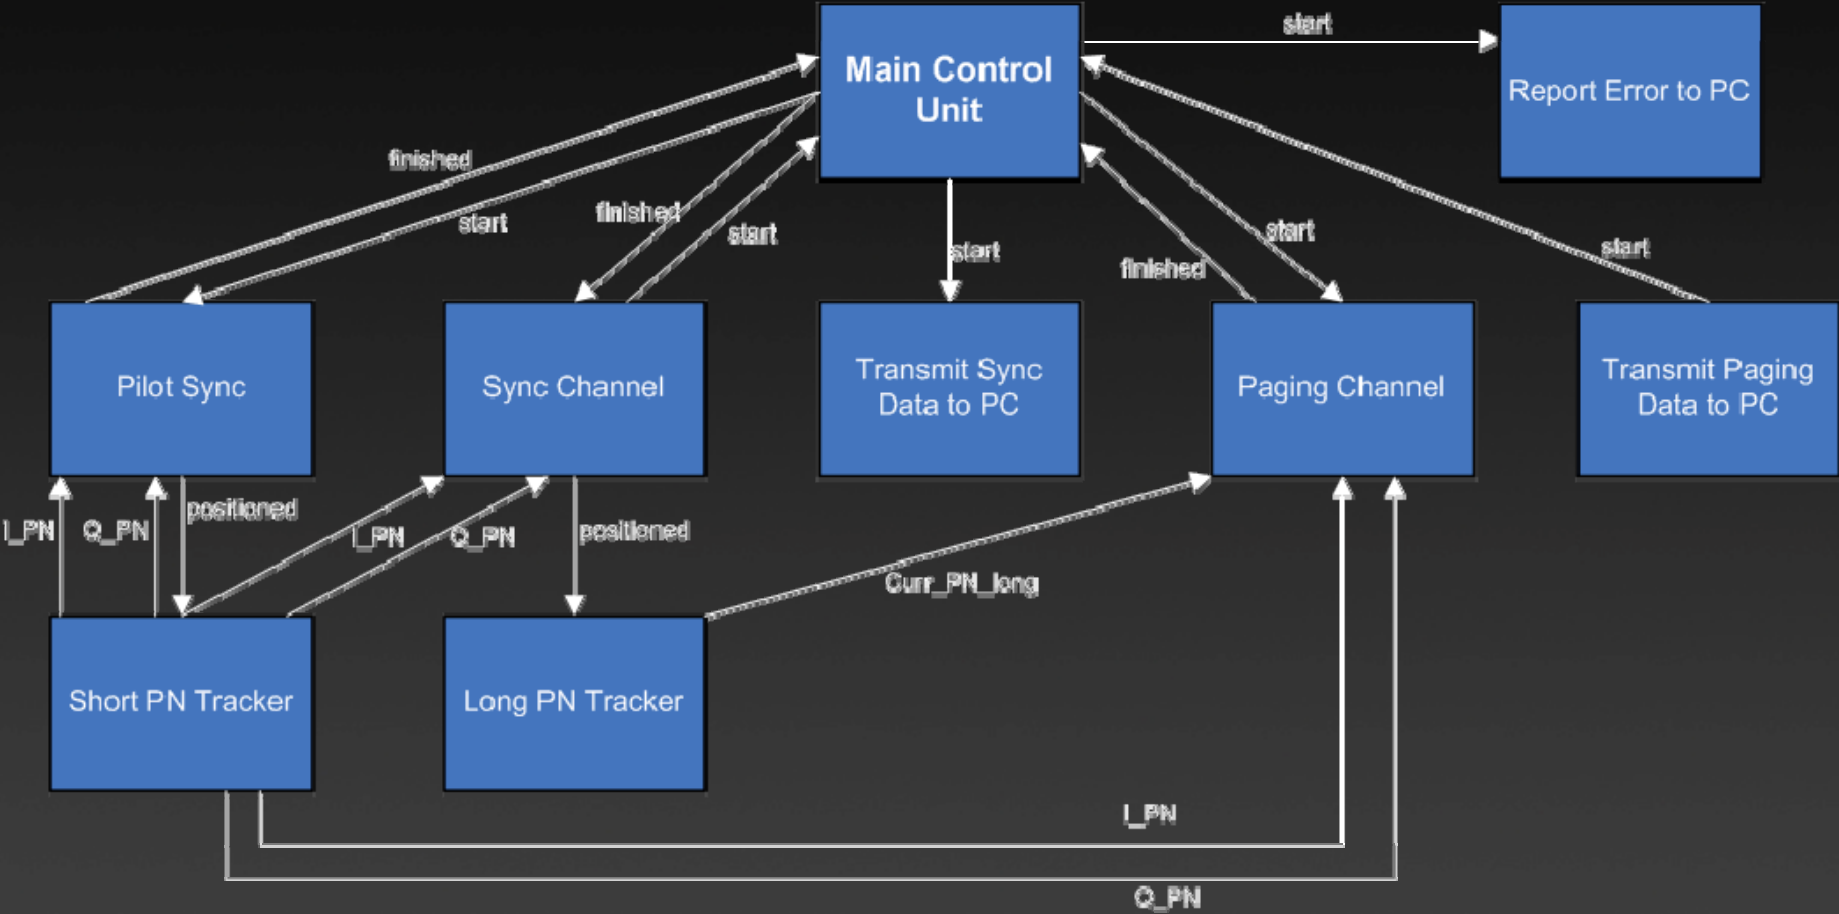 start
Main Control
Unit
Report Error to PC
finished
start
finished
start
start
start
finished
start
Pilot Sync
Sync Channel
Transmit Sync
Data to PC
Paging Channel
Transmit Paging
Data to PC
I_PN
Q_PN
positioned
I_PN
Q_PN
positioned
Curr_PN_long
Short PN Tracker
Long PN Tracker
I_PN
Q_PN